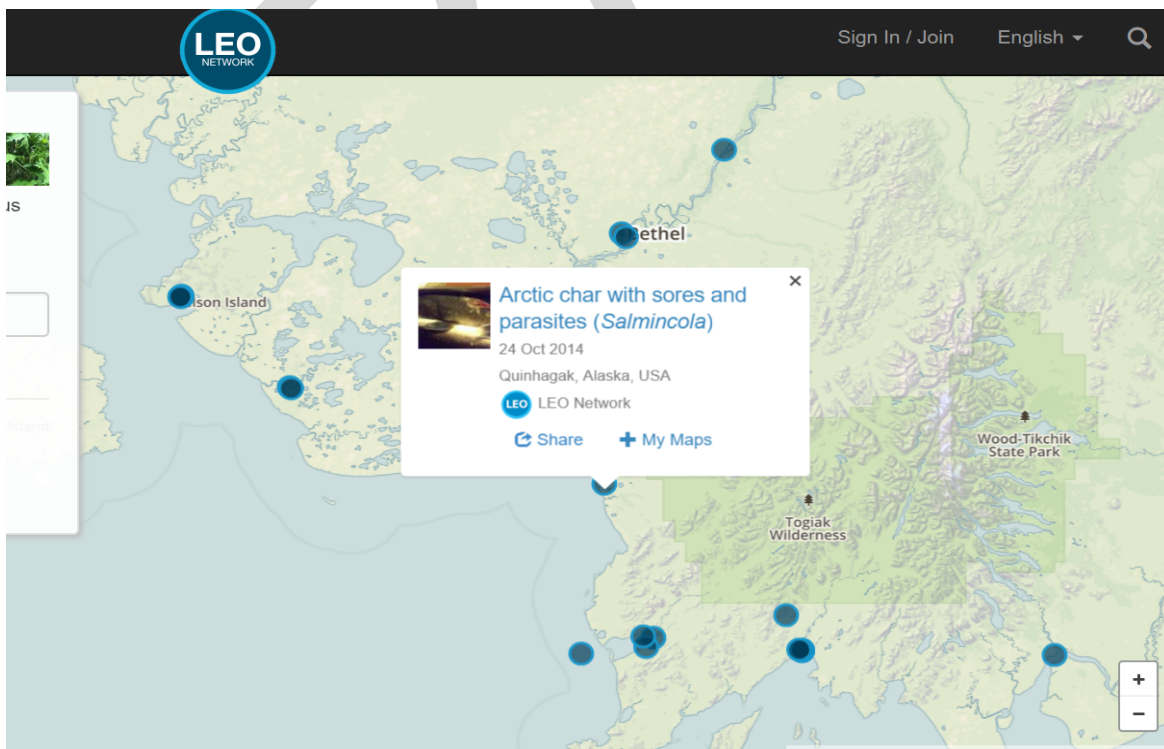 LEO
NETWORK
Sign In / Join
English
us
Bethel
son Island
Arctic char with sores and
parasites (Salmincola)
24 Oct 2014
Quinhagak, Alaska, USA
LEO LEO Network
Share
My Maps
Wood-Tikchik
State Park
Togiak
Wilderness
+
−